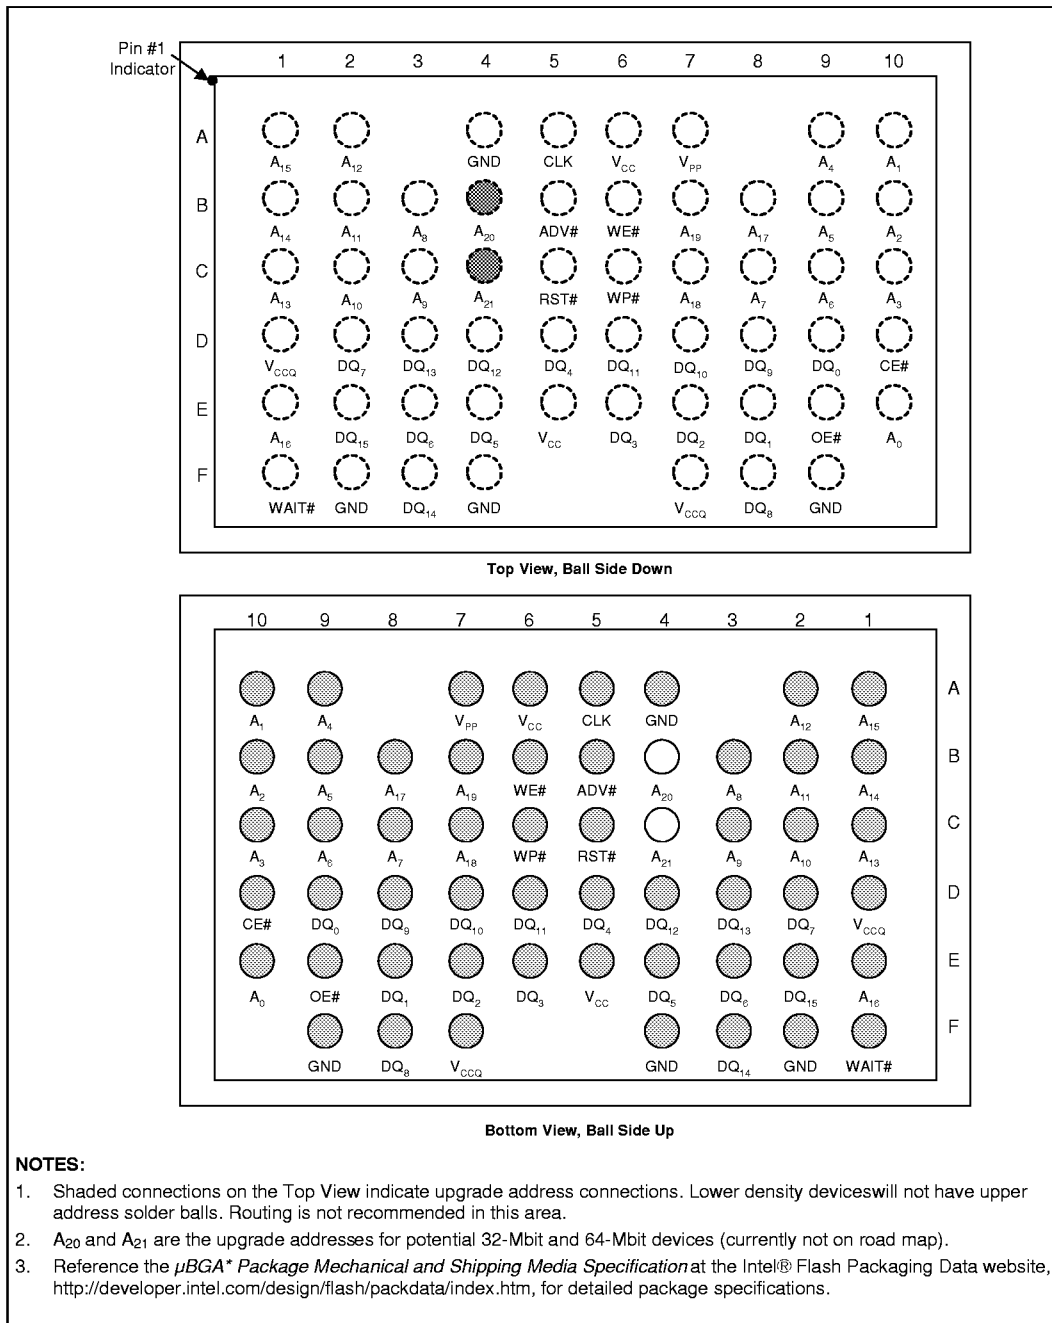 Pin #1
Indicator
1 2 3 4 5 6 7 8 9 10
A
A15 A12 GND CLK VCC VPP A4 A1
B
A14 A11 A8 A20 ADV# WE# A19 A17 A5 A2
C
A13 A10 A9 A21 RST# WP# A18 A7 A6 A3
D
VCCQ DQ7 DQ13 DQ12 DQ4 DQ11 DQ10 DQ9 DQ0 CE#
E
A16 DQ15 DQ6 DQ5 VCC DQ3 DQ2 DQ1 OE# A0
F
WAIT# GND DQ14 GND VCCQ DQ8 GND
Top View, Ball Side Down
10 9 8 7 6 5 4 3 2 1
A
A1 A4 VPP VCC CLK GND A12 A15
B
A2 A5 A17 A19 WE# ADV# A20 A8 A11 A14
C
A3 A6 A7 A18 WP# RST# A21 A9 A10 A13
D
CE# DQ0 DQ9 DQ10 DQ11 DQ4 DQ12 DQ13 DQ7 VCCQ
E
A0 OE# DQ1 DQ2 DQ3 VCC DQ5 DQ6 DQ15 A16
F
GND DQ8 VCCQ GND DQ14 GND WAIT#
Bottom View, Ball Side Up
NOTES:
1. Shaded connections on the Top View indicate upgrade address connections. Lower density deviceswill not have upper
address solder balls. Routing is not recommended in this area.
2. A20 and A21 are the upgrade addresses for potential 32-Mbit and 64-Mbit devices (currently not on road map).
3. Reference the µBGA* Package Mechanical and Shipping Media Specification at the Intel® Flash Packaging Data website,
http://developer.intel.com/design/flash/packdata/index.htm, for detailed package specifications.